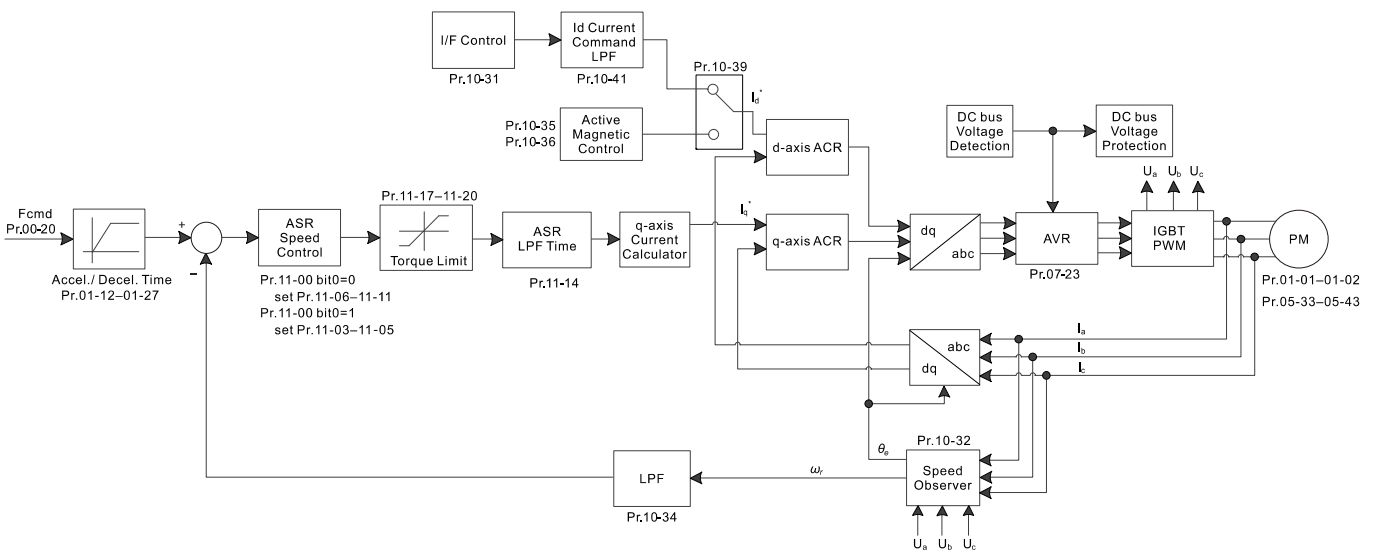 I/F Control
Pr.10-31
Id Current
Command
LPF
Pr.10-41
Pr.10-39
Id*
Pr.10-35
Pr.10-36
Active
Magnetic
Control
d-axis ACR
DC bus
Voltage
Detection
DC bus
Voltage
Protection
Ua Ub Uc
Fcmd
Pr.00-20
Accel./ Decel. Time
Pr.01-12–01-27
+
−
ASR
Speed
Control
Pr.11-00 bit0=0
set Pr.11-06–11-11
Pr.11-00 bit0=1
set Pr.11-03–11-05
Pr.11-17–11-20
Torque Limit
ASR
LPF Time
Pr.11-14
q-axis
Current
Calculator
Iq*
q-axis ACR
dq
abc
AVR
Pr.07-23
IGBT
PWM
PM
Pr.01-01–01-02
Pr.05-33–05-43
abc
dq
Ia
Ib
Ic
θe
Pr.10-32
Speed
Observer
ωr
LPF
Pr.10-34
Ua Ub Uc